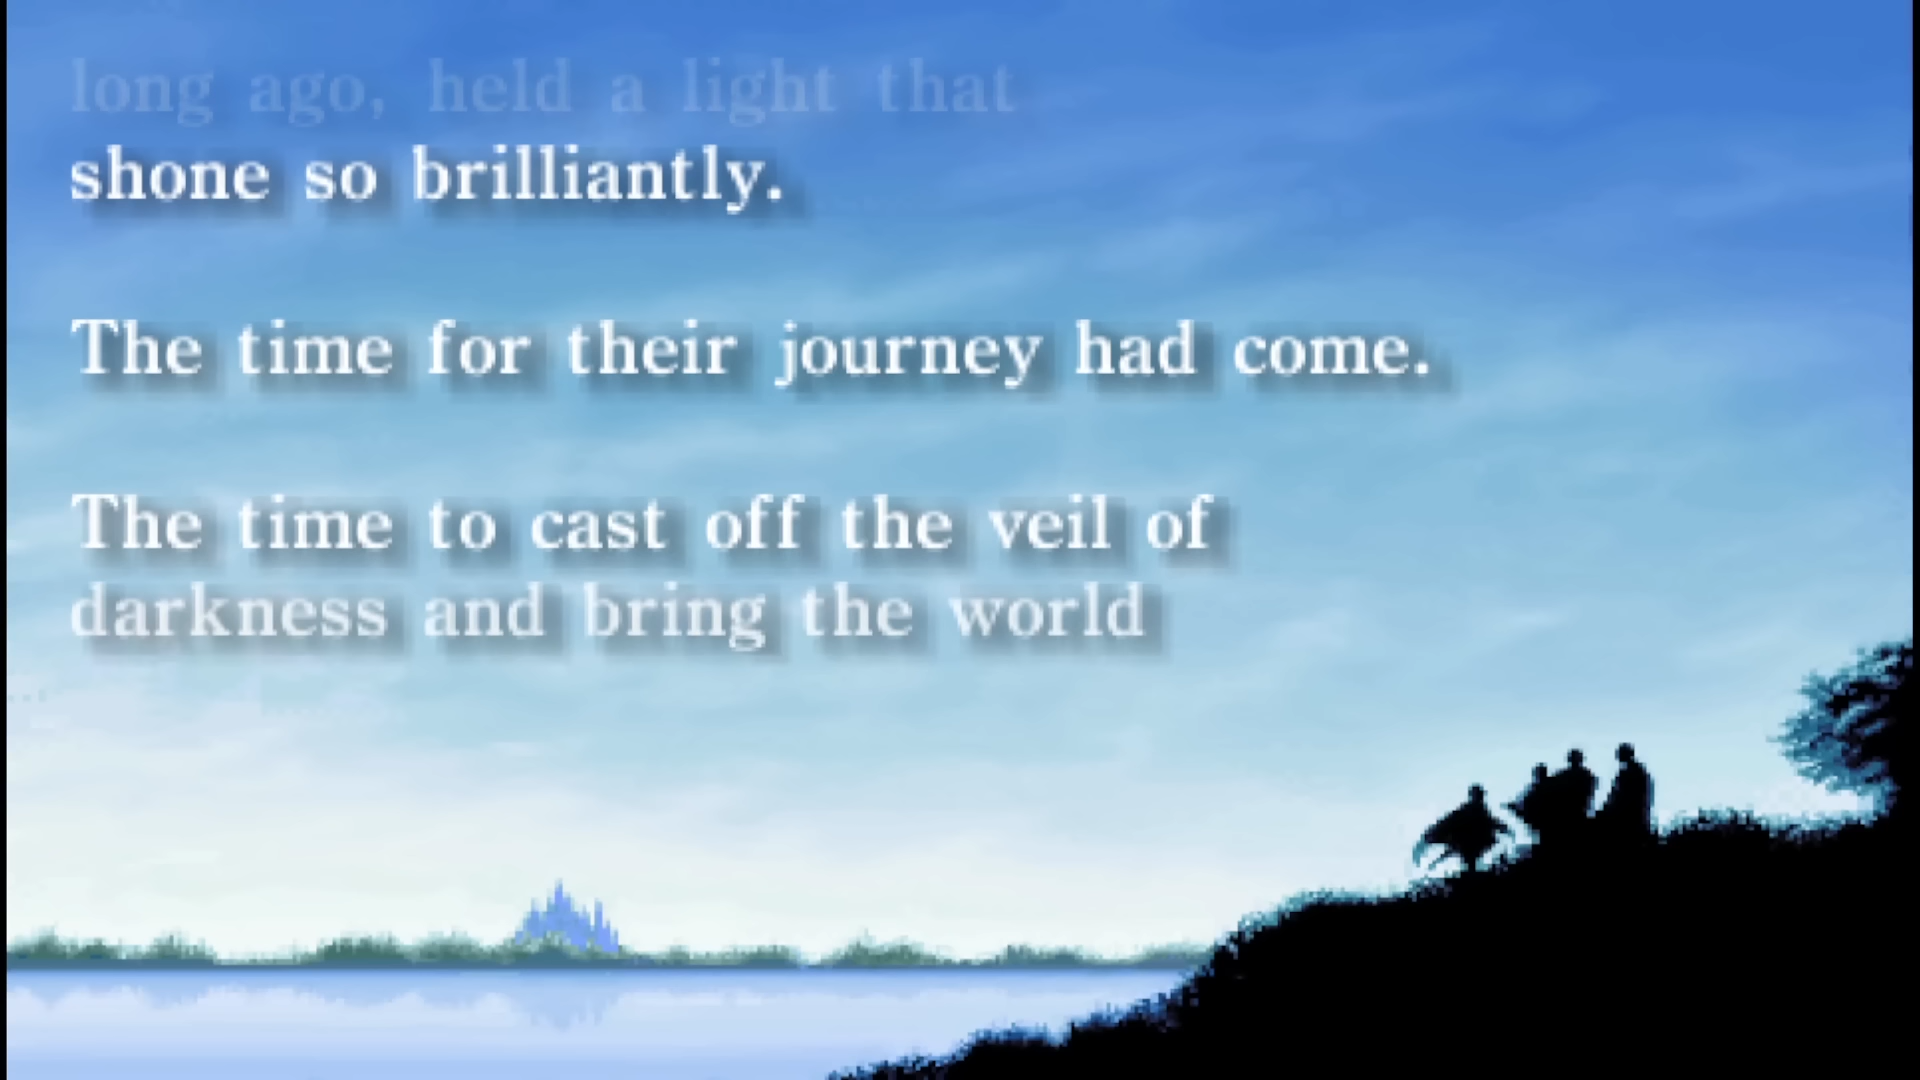 long ago, held a light that
shone so brilliantly.
The time for their journey had come.
The time to cast off the veil of
darkness and bring the world